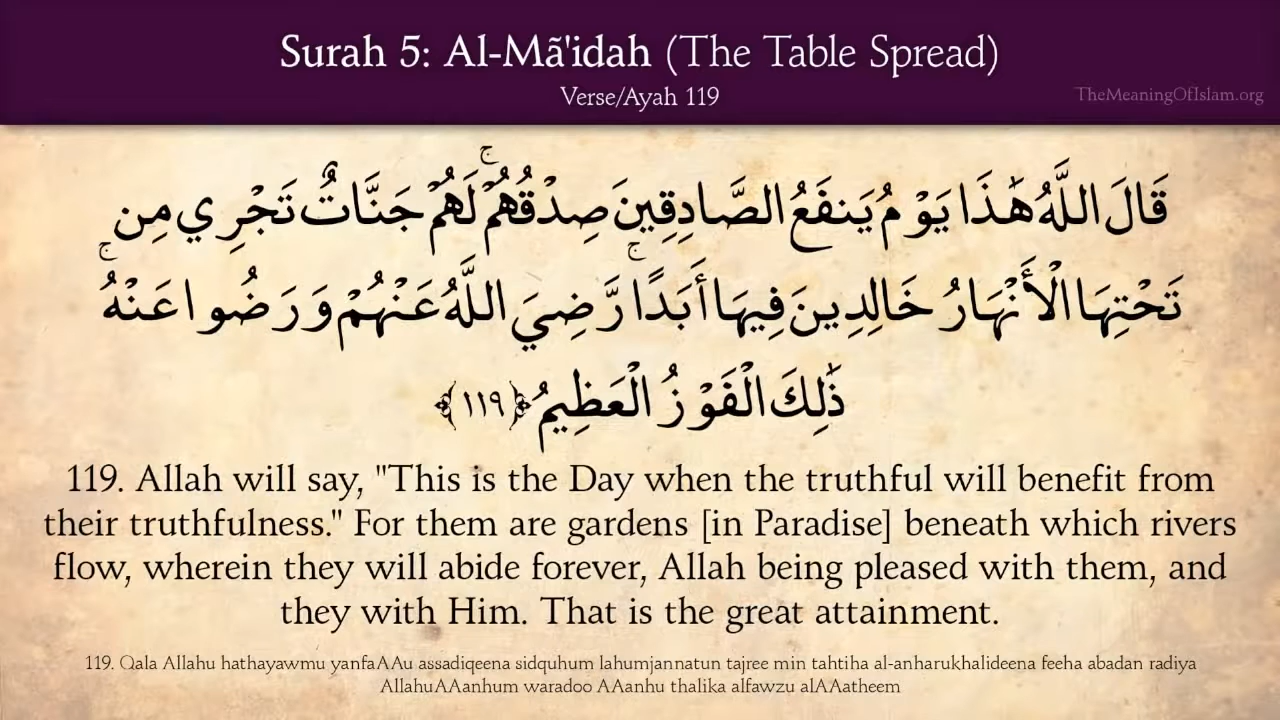 Surah 5: Al-Mã'idah (The Table Spread)
Verse/Ayah 119
TheMeaningOfIslam.org
قَالَ اللَّهُ هَٰذَا يَوْمُ يَنفَعُ الصَّادِقِينَ صِدْقُهُمْ ۚ لَهُمْ جَنَّاتٌ تَجْرِي مِن
تَحْتِهَا الْأَنْهَارُ خَالِدِينَ فِيهَا أَبَدًا ۚ رَّضِيَ اللَّهُ عَنْهُمْ وَرَضُوا عَنْهُ ۚ
ذَٰلِكَ الْفَوْزُ الْعَظِيمُ ﴿١١٩﴾
119. Allah will say, "This is the Day when the truthful will benefit from
their truthfulness." For them are gardens [in Paradise] beneath which rivers
flow, wherein they will abide forever, Allah being pleased with them, and
they with Him. That is the great attainment.
119. Qala Allahu hathayawmu yanfaAAu assadiqeena sidquhum lahumjannatun tajree min tahtiha al-anharukhalideena feeha abadan radiya
AllahuAAanhum waradoo AAanhu thalika alfawzu alAAatheem